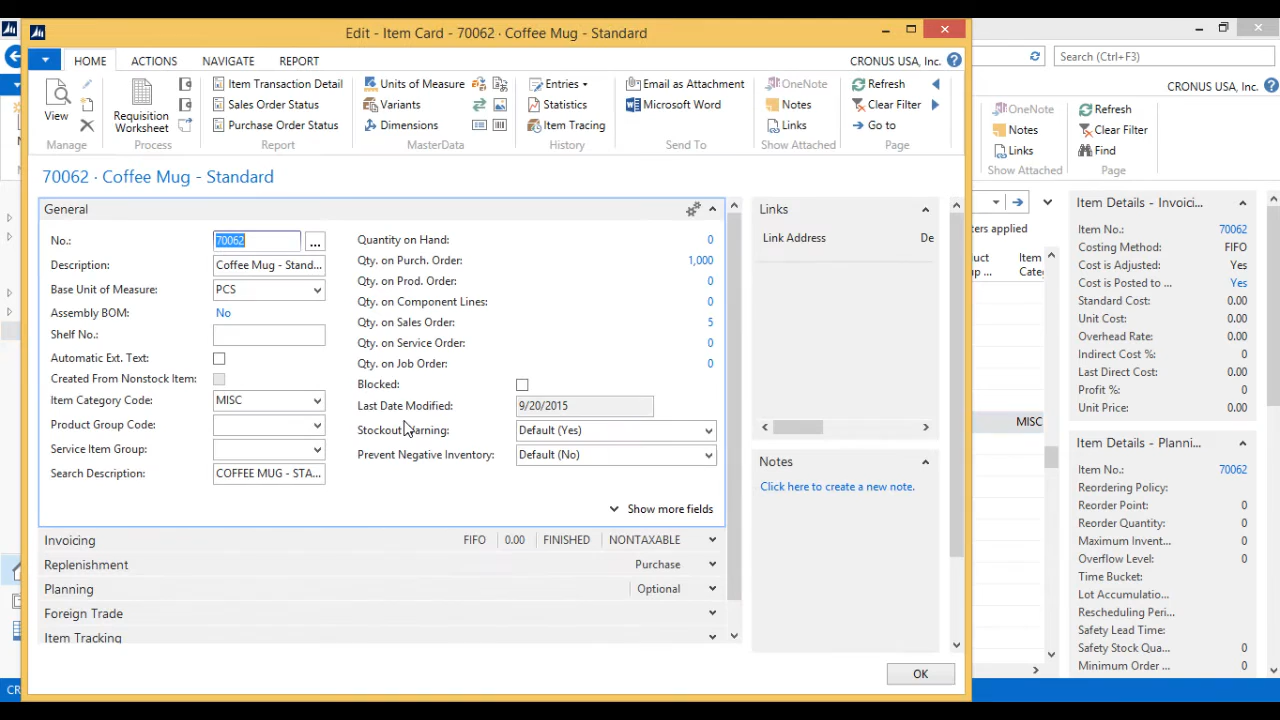 Edit - Item Card - 70062 · Coffee Mug - Standard
HOME ACTIONS NAVIGATE REPORT CRONUS USA, Inc.
View
Manage
Requisition Worksheet
Process
Item Transaction Detail
Sales Order Status
Purchase Order Status
Report
Units of Measure
Variants
Dimensions
MasterData
Entries
Statistics
Item Tracing
History
Email as Attachment
Microsoft Word
Send To
OneNote
Notes
Links
Show Attached
Refresh
Clear Filter
Go to
Page
70062 · Coffee Mug - Standard
General
No.: 70062 ...
Description: Coffee Mug - Stand...
Base Unit of Measure: PCS
Assembly BOM: No
Shelf No.:
Automatic Ext. Text:
Created From Nonstock Item:
Item Category Code: MISC
Product Group Code:
Service Item Group:
Search Description: COFFEE MUG - STA...
Quantity on Hand: 0
Qty. on Purch. Order: 1,000
Qty. on Prod. Order: 0
Qty. on Component Lines: 0
Qty. on Sales Order: 5
Qty. on Service Order: 0
Qty. on Job Order: 0
Blocked:
Last Date Modified: 9/20/2015
Stockout Warning: Default (Yes)
Prevent Negative Inventory: Default (No)
Show more fields
Invoicing FIFO 0.00 FINISHED NONTAXABLE
Replenishment Purchase
Planning Optional
Foreign Trade
Item Tracking
Links
Link Address De
Notes
Click here to create a new note.
OK
Search (Ctrl+F3)
CRONUS USA, Inc.
OneNote
Notes
Links
Show Attached
Refresh
Clear Filter
Find
Page
ters applied
uct Item
up ... Cate
MISC
Item Details - Invoici...
Item No.: 70062
Costing Method: FIFO
Cost is Adjusted: Yes
Cost is Posted to ... Yes
Standard Cost: 0.00
Unit Cost: 0.00
Overhead Rate: 0.00
Indirect Cost %: 0
Last Direct Cost: 0.00
Profit %: 0
Unit Price: 0.00
Item Details - Planni...
Item No.: 70062
Reordering Policy:
Reorder Point: 0
Reorder Quantity: 0
Maximum Invent... 0
Overflow Level: 0
Time Bucket:
Lot Accumulatio...
Rescheduling Peri...
Safety Lead Time:
Safety Stock Qua... 0
Minimum Order ... 0
CR